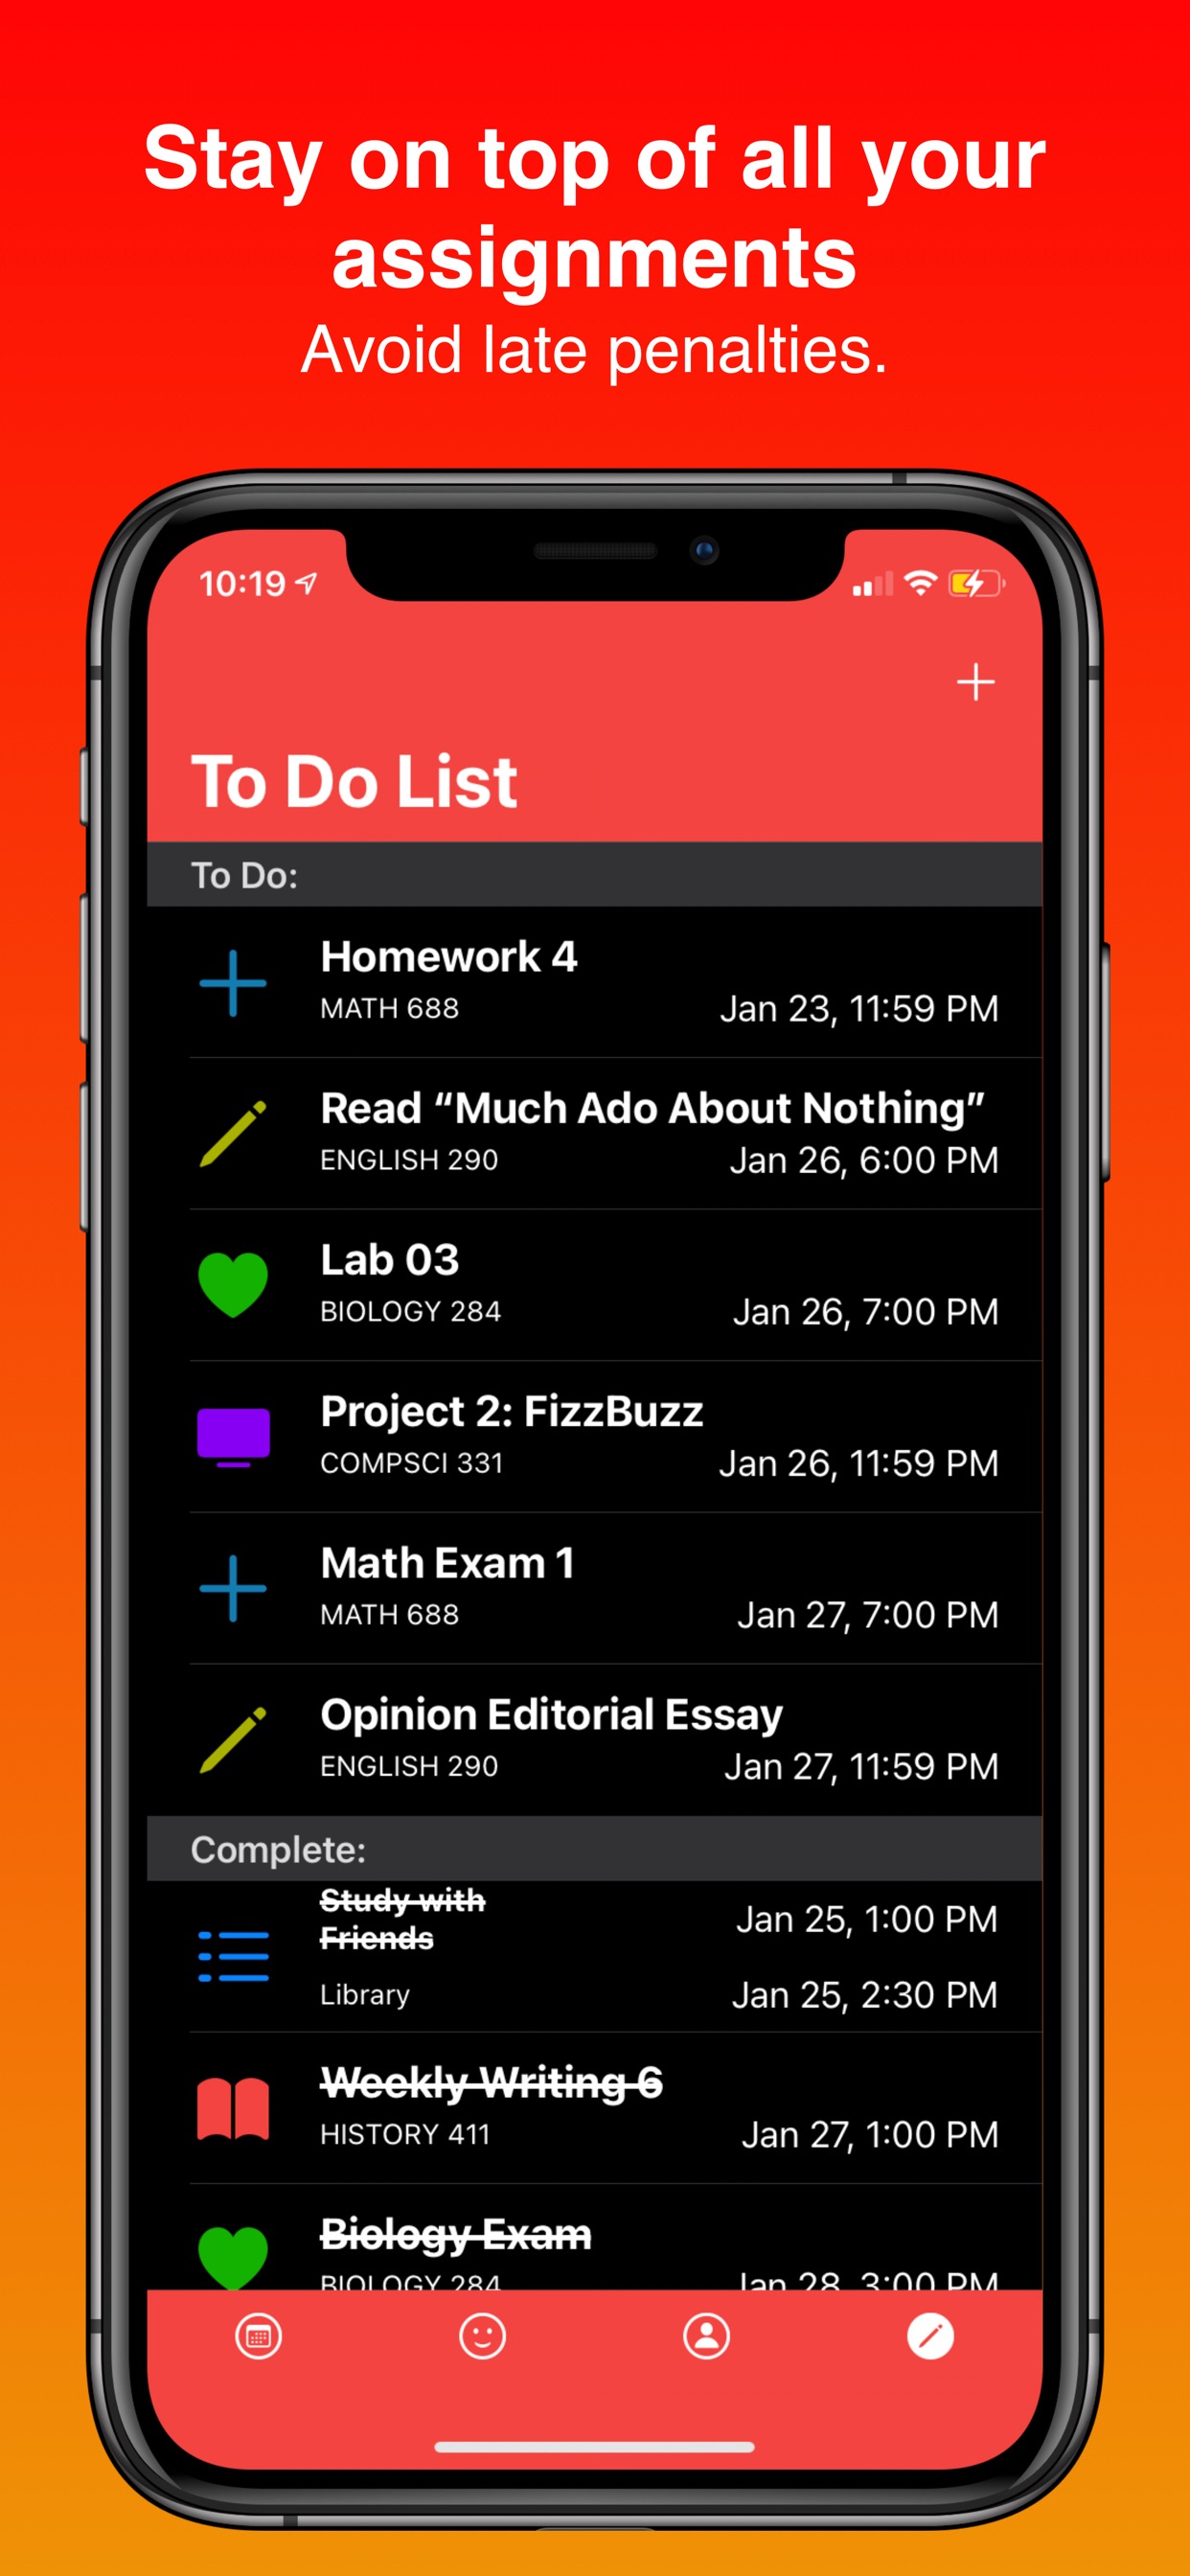 Stay on top of all your
assignments
Avoid late penalties.
10:19
To Do List
To Do:
Homework 4
MATH 688
Jan 23, 11:59 PM
Read “Much Ado About Nothing”
ENGLISH 290
Jan 26, 6:00 PM
Lab 03
BIOLOGY 284
Jan 26, 7:00 PM
Project 2: FizzBuzz
COMPSCI 331
Jan 26, 11:59 PM
Math Exam 1
MATH 688
Jan 27, 7:00 PM
Opinion Editorial Essay
ENGLISH 290
Jan 27, 11:59 PM
Complete:
Study with
Friends
Jan 25, 1:00 PM
Library
Jan 25, 2:30 PM
Weekly Writing 6
HISTORY 411
Jan 27, 1:00 PM
Biology Exam
BIOLOGY 284
Jan 28, 3:00 PM